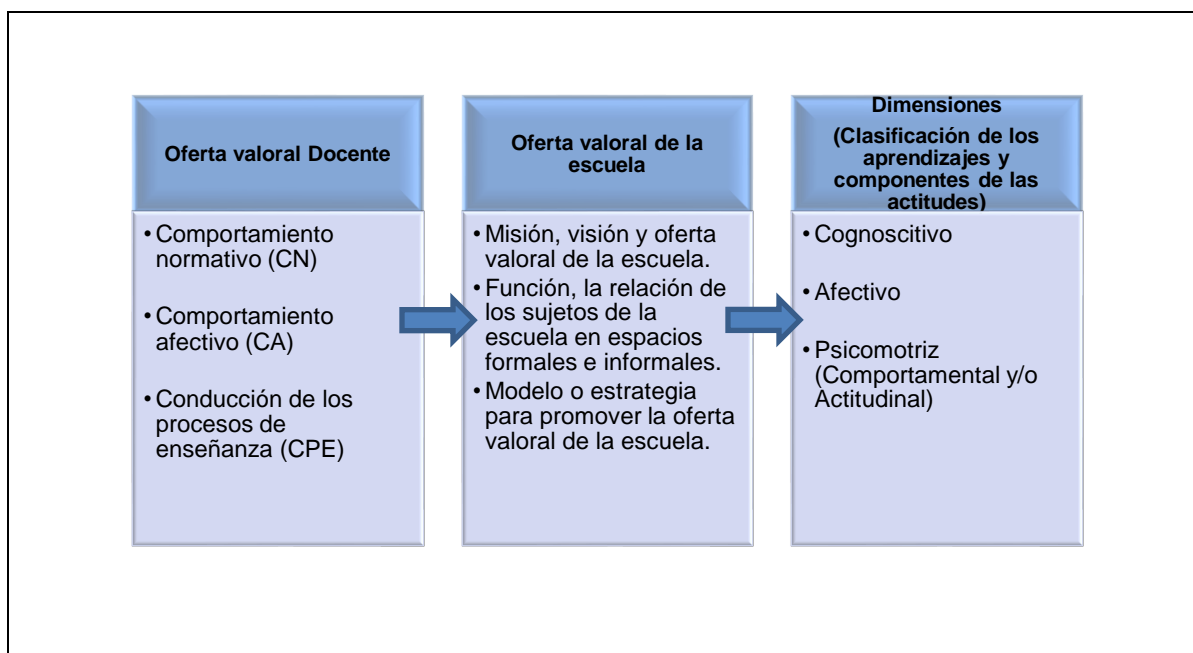 Oferta valoral Docente
• Comportamiento
normativo (CN)
• Comportamiento
afectivo (CA)
• Conducción de los
procesos de
enseñanza (CPE)
Oferta valoral de la
escuela
• Misión, visión y oferta
valoral de la escuela.
• Función, la relación de
los sujetos de la
escuela en espacios
formales e informales.
• Modelo o estrategia
para promover la oferta
valoral de la escuela.
Dimensiones
(Clasificación de los
aprendizajes y
componentes de las
actitudes)
• Cognoscitivo
• Afectivo
• Psicomotriz
(Comportamental y/o
Actitudinal)